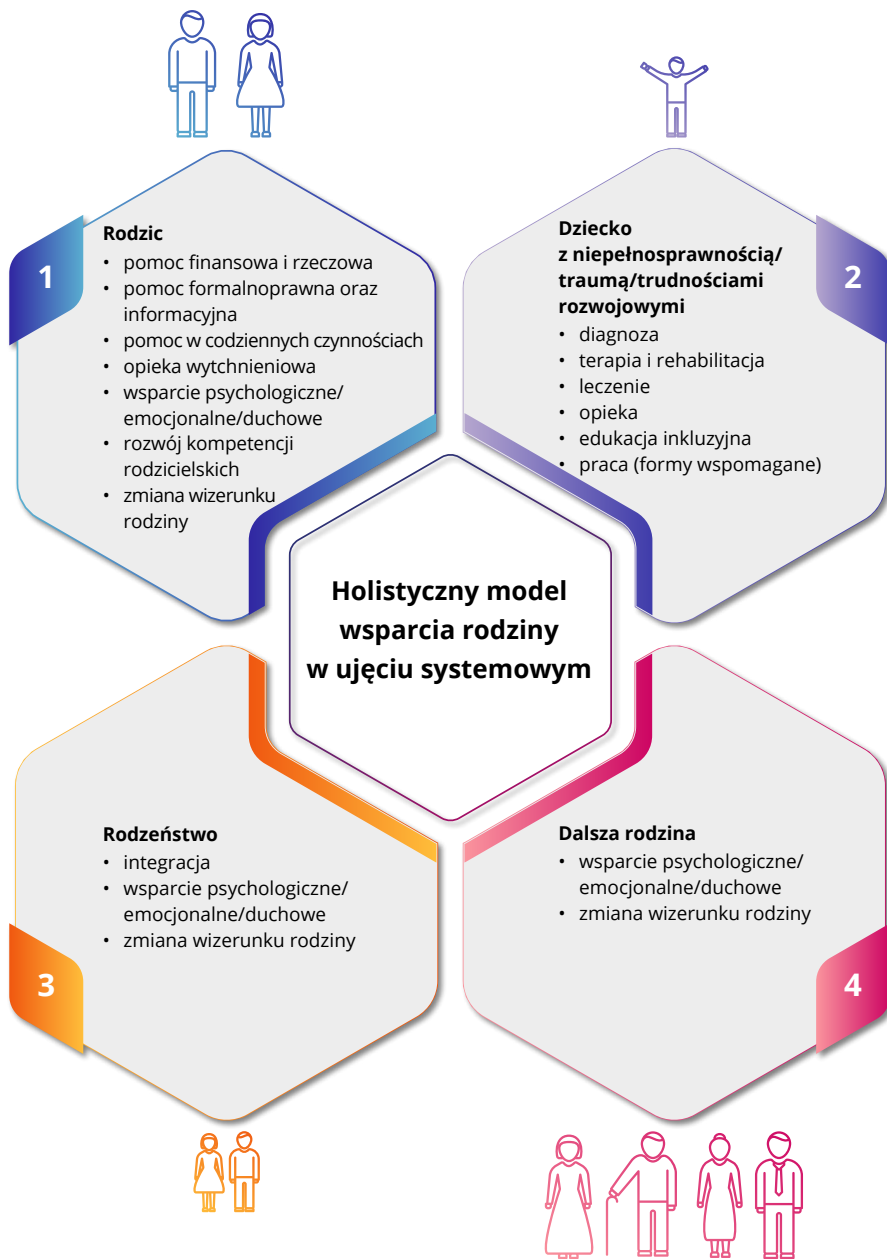 1
Rodzic
• pomoc finansowa i rzeczowa
• pomoc formalnoprawna oraz
informacyjna
• pomoc w codziennych czynnościach
• opieka wytchnieniowa
• wsparcie psychologiczne/
emocjonalne/duchowe
• rozwój kompetencji
rodzicielskich
• zmiana wizerunku
rodziny
2
Dziecko
z niepełnosprawnością/
traumą/trudnościami
rozwojowymi
• diagnoza
• terapia i rehabilitacja
• leczenie
• opieka
• edukacja inkluzyjna
• praca (formy wspomagane)
Holistyczny model
wsparcia rodziny
w ujęciu systemowym
3
Rodzeństwo
• integracja
• wsparcie psychologiczne/
emocjonalne/duchowe
• zmiana wizerunku rodziny
4
Dalsza rodzina
• wsparcie psychologiczne/
emocjonalne/duchowe
• zmiana wizerunku rodziny